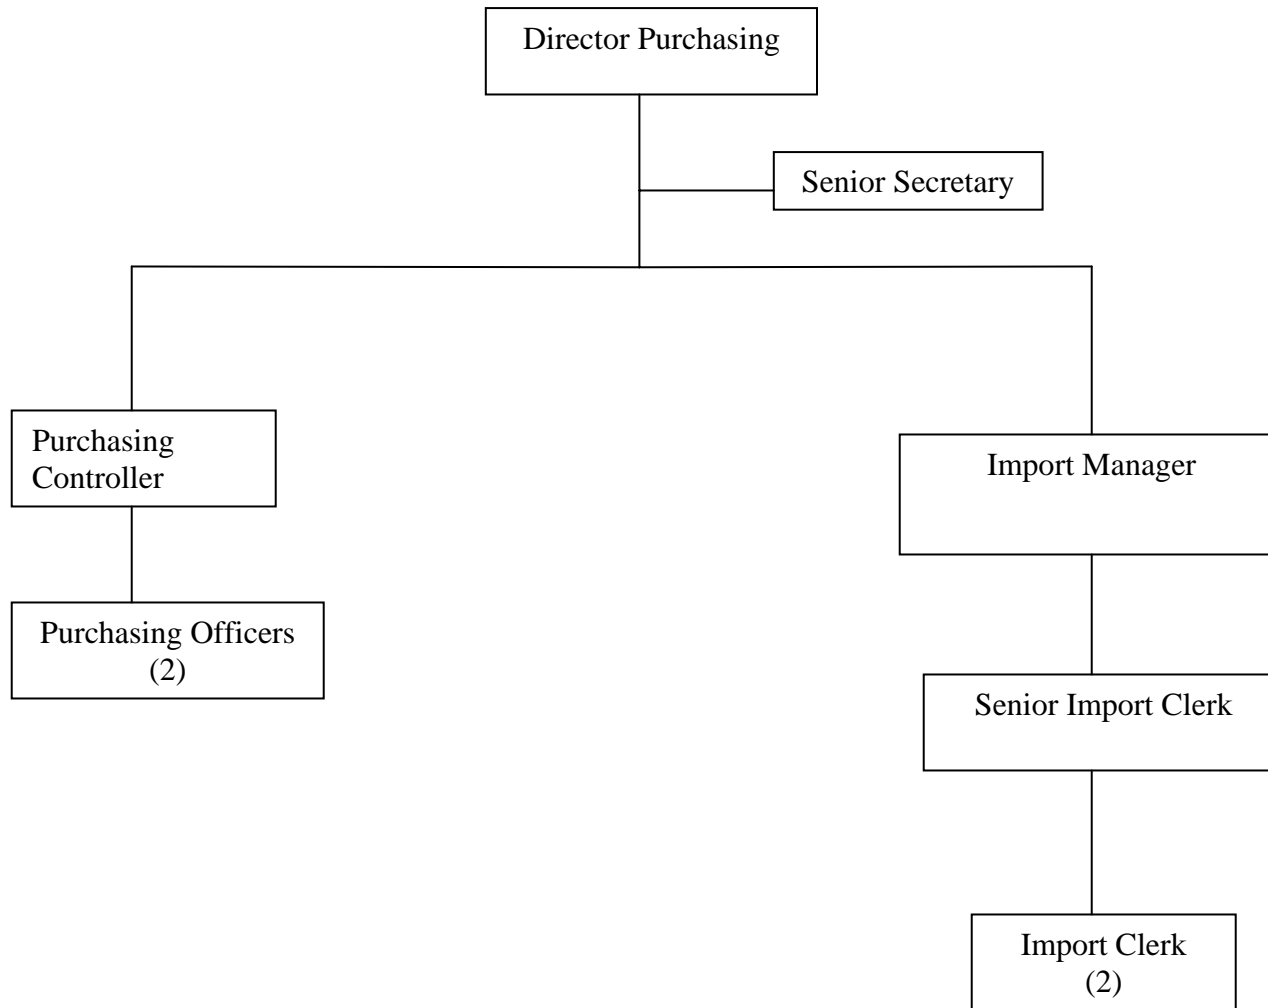 Director Purchasing
Senior Secretary
Purchasing
Controller
Import Manager
Purchasing Officers
(2)
Senior Import Clerk
Import Clerk
(2)